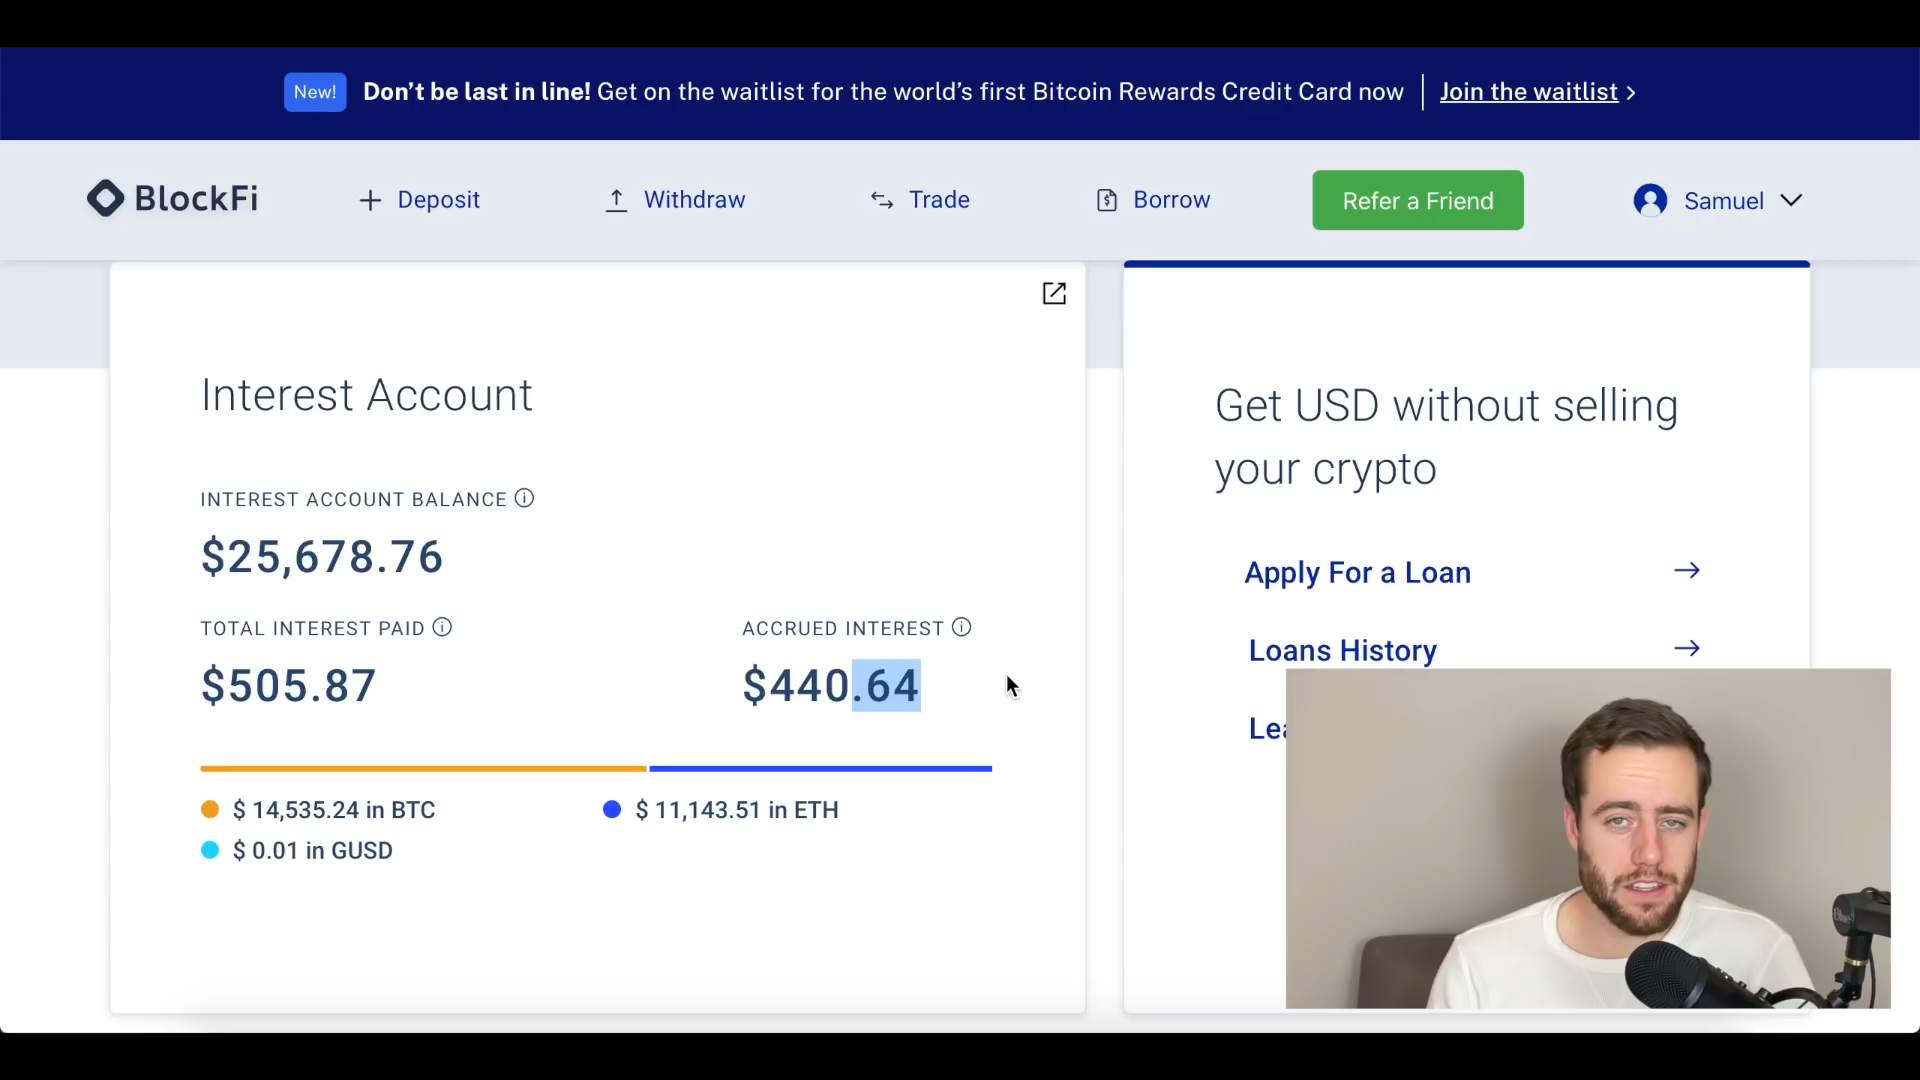 New! Don't be last in line! Get on the waitlist for the world's first Bitcoin Rewards Credit Card now Join the waitlist >
BlockFi Deposit Withdraw Trade Borrow Refer a Friend Samuel
Interest Account
INTEREST ACCOUNT BALANCE
$25,678.76
TOTAL INTEREST PAID
$505.87
ACCRUED INTEREST
$440.64
$ 14,535.24 in BTC
$ 11,143.51 in ETH
$ 0.01 in GUSD
Get USD without selling
your crypto
Apply For a Loan
Loans History